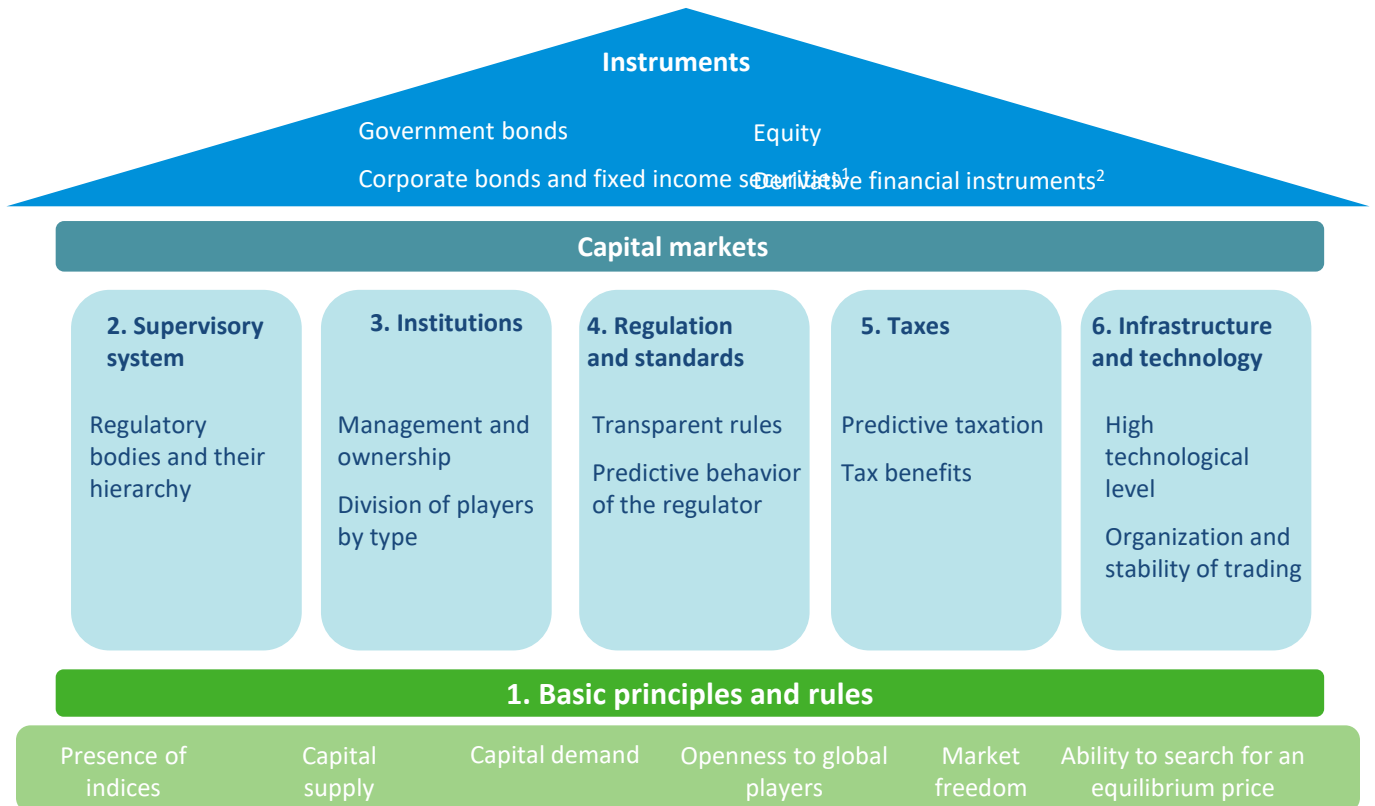 Instruments
Government bonds
Equity
Corporate bonds and fixed income securities¹
Derivative financial instruments²
Capital markets
2. Supervisory
system
Regulatory
bodies and their
hierarchy
3. Institutions
Management and
ownership
Division of players
by type
4. Regulation
and standards
Transparent rules
Predictive behavior
of the regulator
5. Taxes
Predictive taxation
Tax benefits
6. Infrastructure
and technology
High
technological
level
Organization and
stability of trading
1. Basic principles and rules
Presence of
indices
Capital
supply
Capital demand
Openness to global
players
Market
freedom
Ability to search for an
equilibrium price